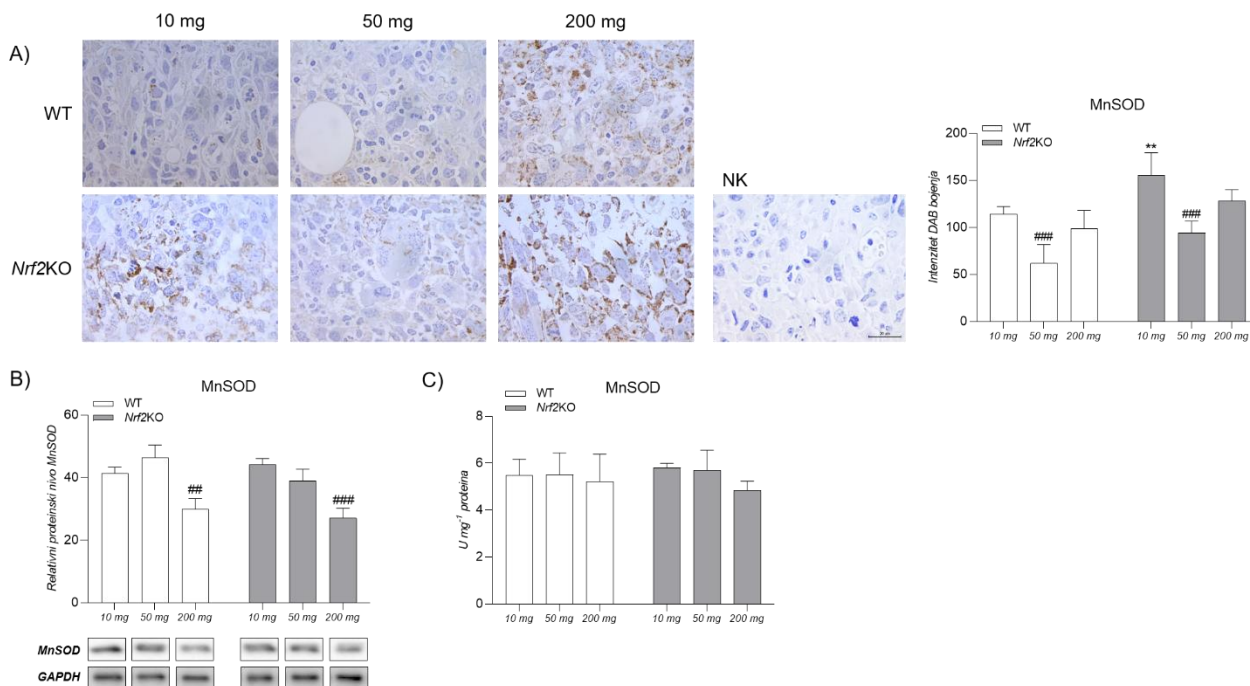 10 mg 50 mg 200 mg
A)
WT
Nrf2KO
NK
MnSOD
WT
Nrf2KO
Intenzitet DAB bojenja
200
150
100
50
0
###
**
###
10 mg 50 mg 200 mg 10 mg 50 mg 200 mg
B)
MnSOD
WT
Nrf2KO
Relativni proteinski nivo MnSOD
60
40
20
0
##
###
10 mg 50 mg 200 mg 10 mg 50 mg 200 mg
MnSOD
GAPDH
C)
MnSOD
WT
Nrf2KO
U mg⁻¹ proteina
8
6
4
2
0
10 mg 50 mg 200 mg 10 mg 50 mg 200 mg